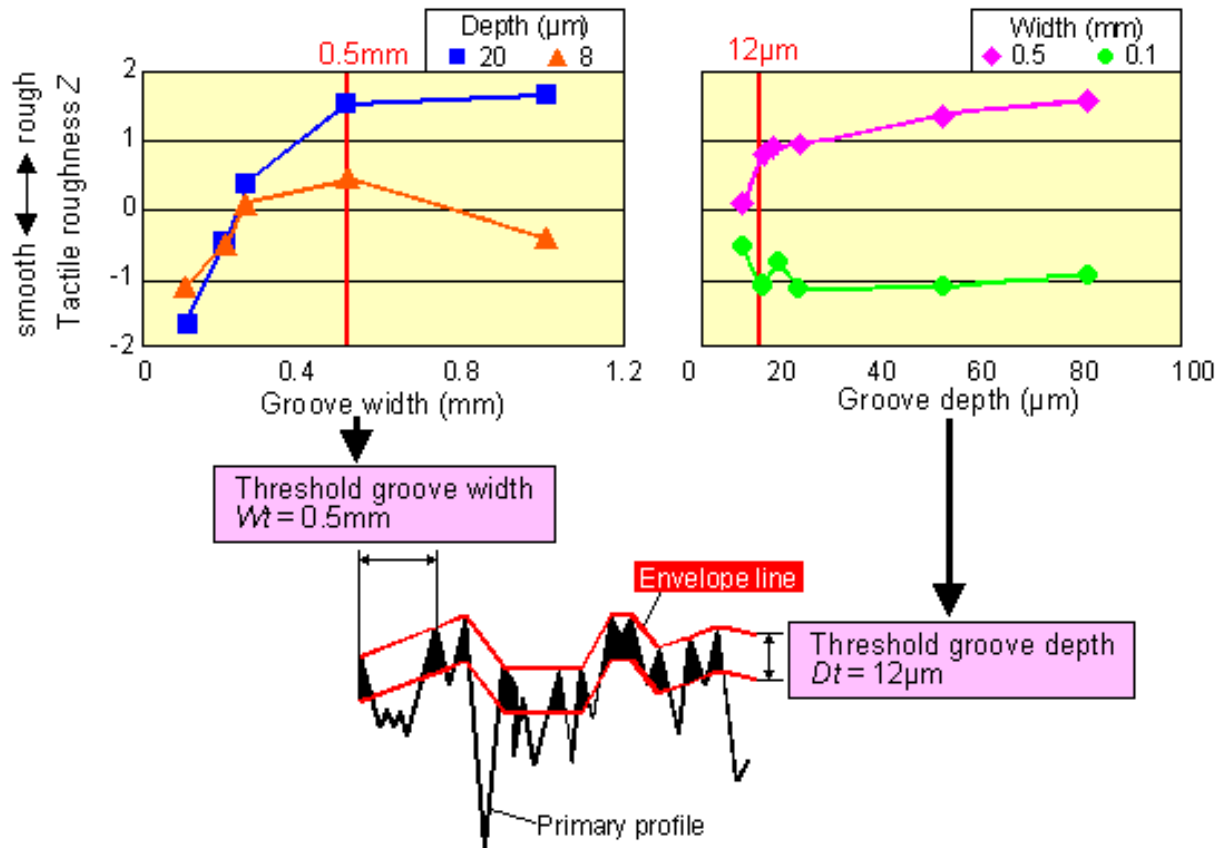 Depth (µm)
20 8
0.5mm
Width (mm)
0.5 0.1
12µm
smooth rough
Tactile roughness Z
2
1
0
-1
-2
0 0.4 0.8 1.2
Groove width (mm)
0 20 40 60 80 100
Groove depth (µm)
Threshold groove width
Wt = 0.5mm
Envelope line
Threshold groove depth
Dt = 12µm
Primary profile